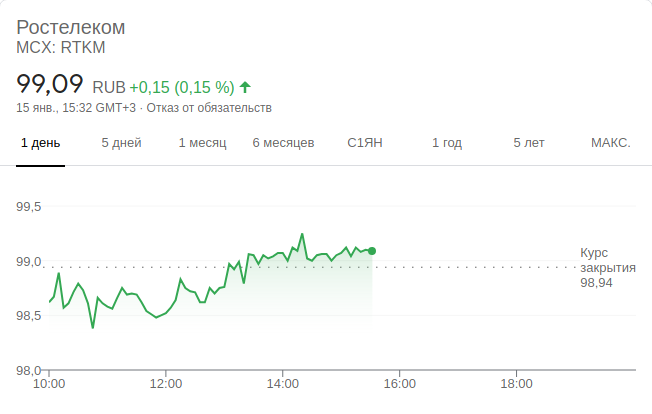 Ростелеком
MCX: RTKM
99,09 RUB +0,15 (0,15 %)
15 янв., 15:32 GMT+3 · Отказ от обязательств
1 день 5 дней 1 месяц 6 месяцев С1ЯН 1 год 5 лет МАКС.
99,5
99,0
98,5
98,0
Курс
закрытия
98,94
10:00 12:00 14:00 16:00 18:00